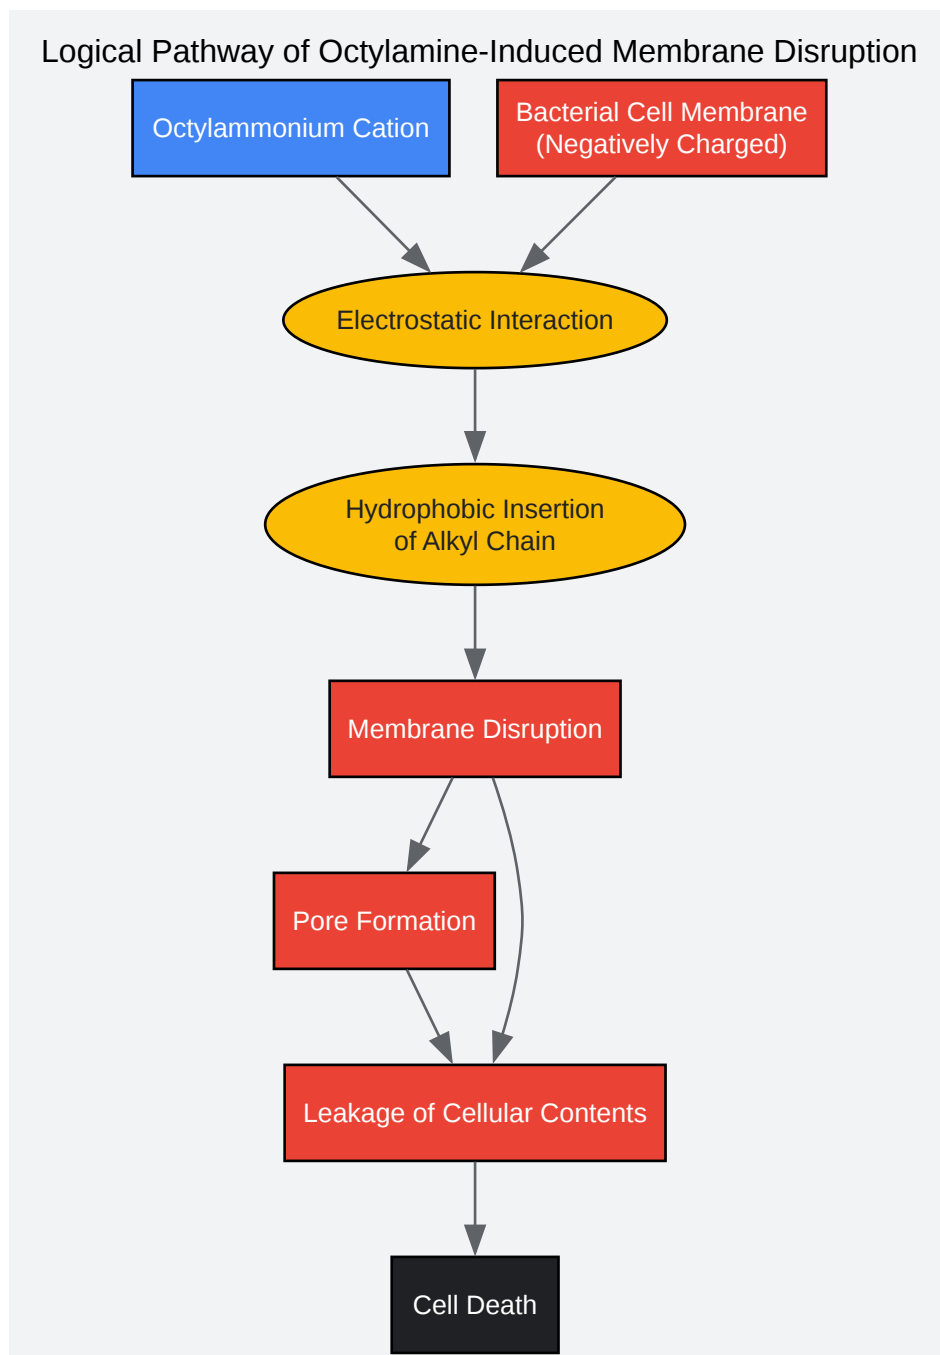 Logical Pathway of Octylamine-Induced Membrane Disruption
Octylammonium Cation
Bacterial Cell Membrane
(Negatively Charged)
Electrostatic Interaction
Hydrophobic Insertion
of Alkyl Chain
Membrane Disruption
Pore Formation
Leakage of Cellular Contents
Cell Death